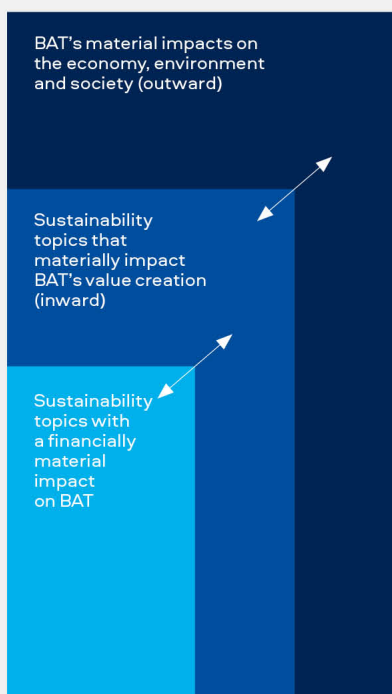 BAT’s material impacts on
the economy, environment
and society (outward)
Sustainability
topics that
materially impact
BAT’s value creation
(inward)
Sustainability
topics with
a financially
material
impact
on BAT